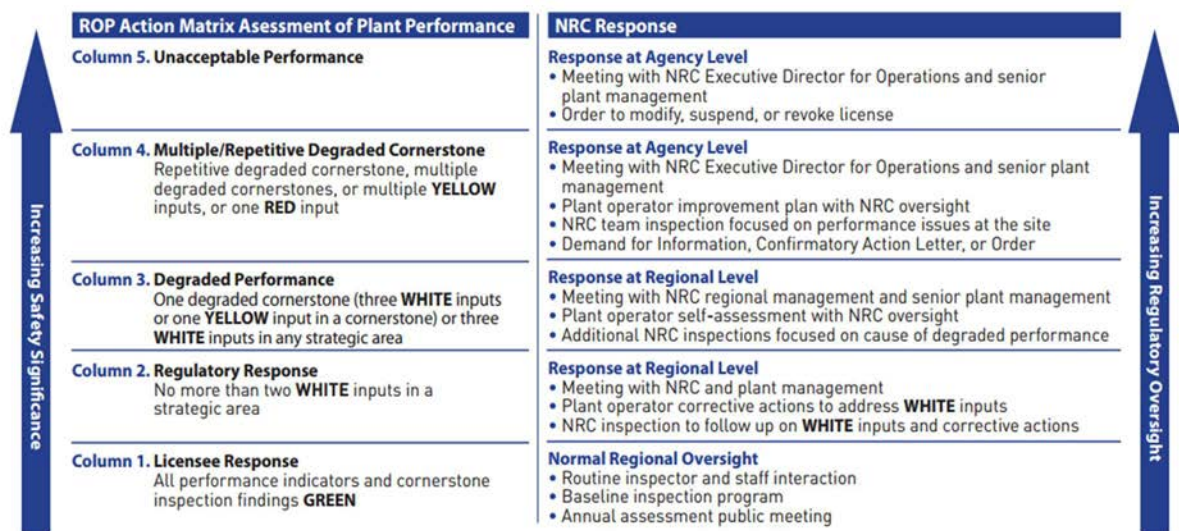 ROP Action Matrix Asessment of Plant Performance
NRC Response
Column 5. Unacceptable Performance
Response at Agency Level
• Meeting with NRC Executive Director for Operations and senior
plant management
• Order to modify, suspend, or revoke license
Column 4. Multiple/Repetitive Degraded Cornerstone
Repetitive degraded cornerstone, multiple
degraded cornerstones, or multiple YELLOW
inputs, or one RED input
Response at Agency Level
• Meeting with NRC Executive Director for Operations and senior plant
management
• Plant operator improvement plan with NRC oversight
• NRC team inspection focused on performance issues at the site
• Demand for Information, Confirmatory Action Letter, or Order
Column 3. Degraded Performance
One degraded cornerstone (three WHITE inputs
or one YELLOW input in a cornerstone) or three
WHITE inputs in any strategic area
Response at Regional Level
• Meeting with NRC regional management and senior plant management
• Plant operator self-assessment with NRC oversight
• Additional NRC inspections focused on cause of degraded performance
Column 2. Regulatory Response
No more than two WHITE inputs in a
strategic area
Response at Regional Level
• Meeting with NRC and plant management
• Plant operator corrective actions to address WHITE inputs
• NRC inspection to follow up on WHITE inputs and corrective actions
Column 1. Licensee Response
All performance indicators and cornerstone
inspection findings GREEN
Normal Regional Oversight
• Routine inspector and staff interaction
• Baseline inspection program
• Annual assessment public meeting
Increasing Safety Significance
Increasing Regulatory Oversight